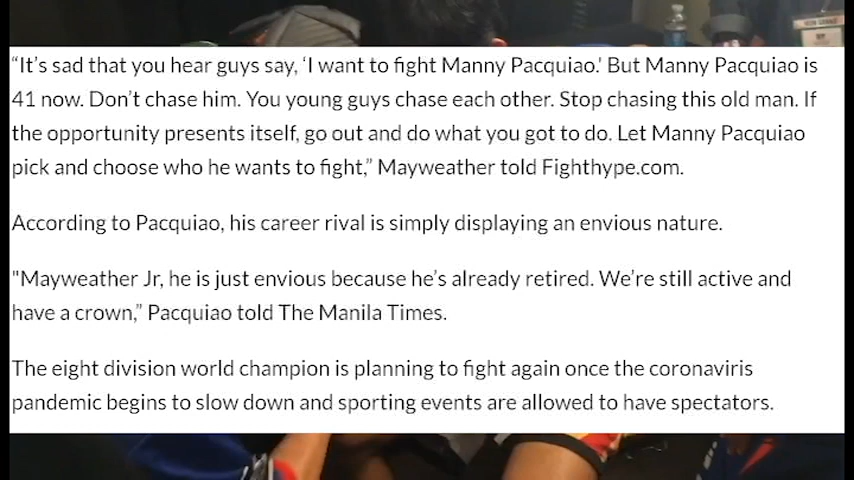 “It’s sad that you hear guys say, ‘I want to fight Manny Pacquiao.’ But Manny Pacquiao is
41 now. Don’t chase him. You young guys chase each other. Stop chasing this old man. If
the opportunity presents itself, go out and do what you got to do. Let Manny Pacquiao
pick and choose who he wants to fight,” Mayweather told Fighthype.com.
According to Pacquiao, his career rival is simply displaying an envious nature.
"Mayweather Jr, he is just envious because he’s already retired. We’re still active and
have a crown,” Pacquiao told The Manila Times.
The eight division world champion is planning to fight again once the coronaviris
pandemic begins to slow down and sporting events are allowed to have spectators.